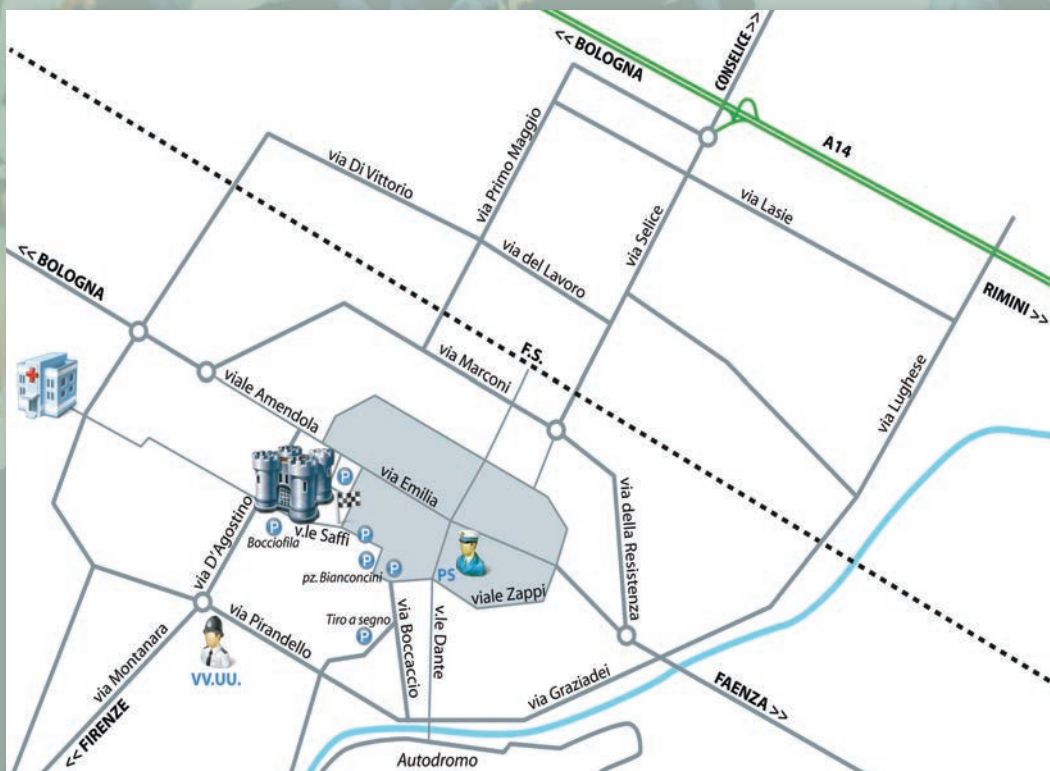 << BOLOGNA
CONSELICE >>
A14
via Primo Maggio
via Di Vittorio
via Lasie
via Selice
via del Lavoro
<< BOLOGNA
RIMINI >>
F.S.
via Marconi
via Lughese
viale Amendola
via Emilia
P
via D'Agostino
via della Resistenza
P
v.le Saffi
P
Bocciofila
P
P
pz. Bianconcini
PS
viale Zappi
Tiro a segno
P
via Pirandello
via Boccaccio
v.le Dante
via Montanara
VV.UU.
via Graziadei
FAENZA >>
<< FIRENZE
Autodromo